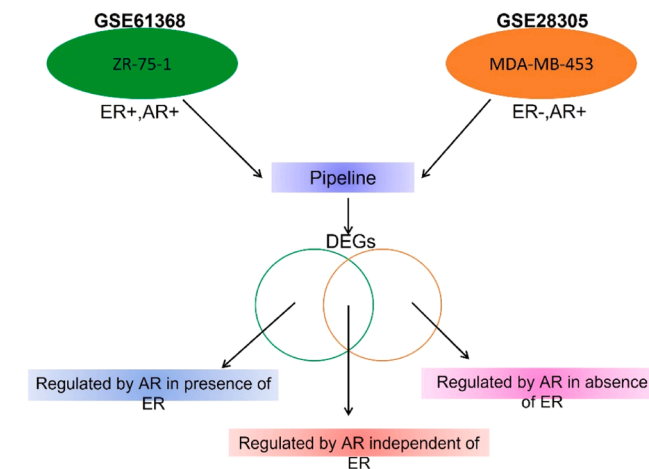 GSE61368
GSE28305
ZR-75-1
MDA-MB-453
ER+,AR+
ER-,AR+
Pipeline
DEGs
Regulated by AR in presence of
ER
Regulated by AR in absence
of ER
Regulated by AR independent of
ER